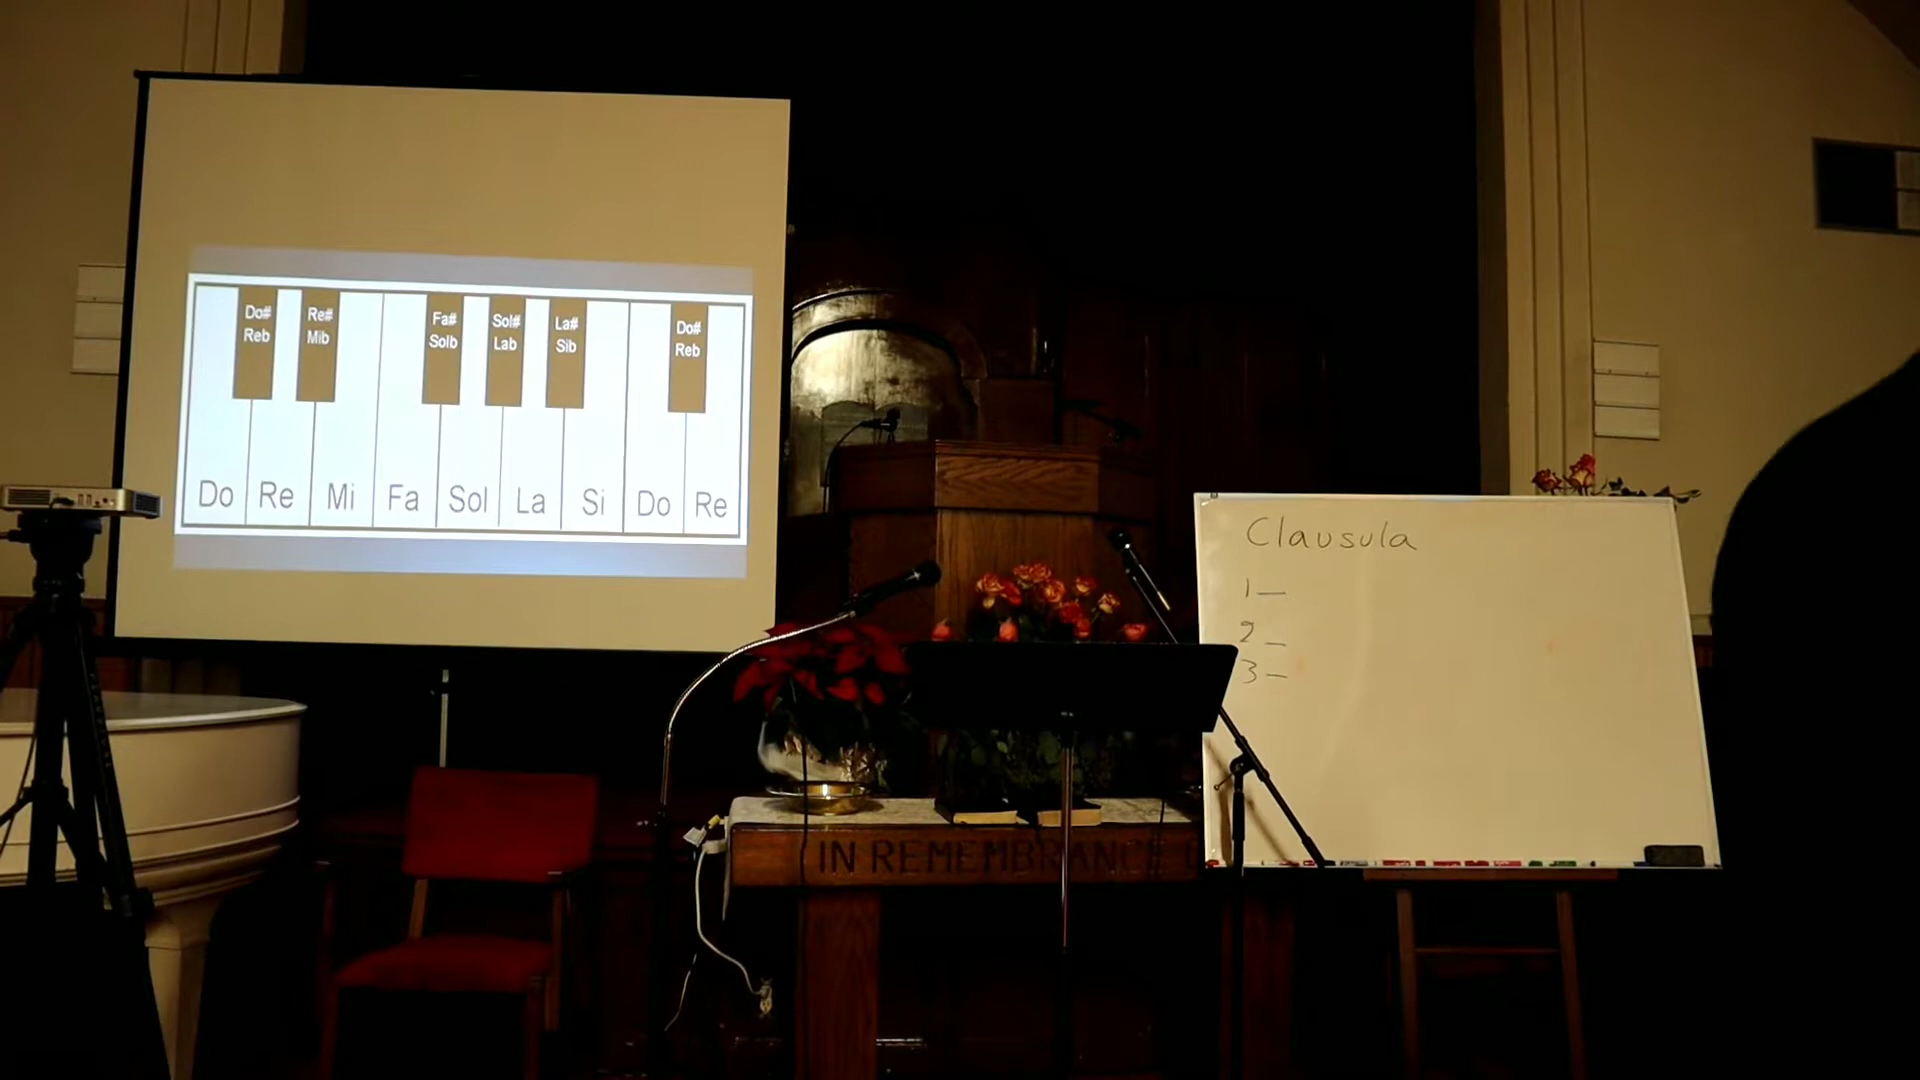 Do# Re# Fa# Sol# La# Do#
Reb Mib Solb Lab Sib Reb
Do Re Mi Fa Sol La Si Do Re
Clausula
1 —
2 —
3 —
IN REMEMBRANCE